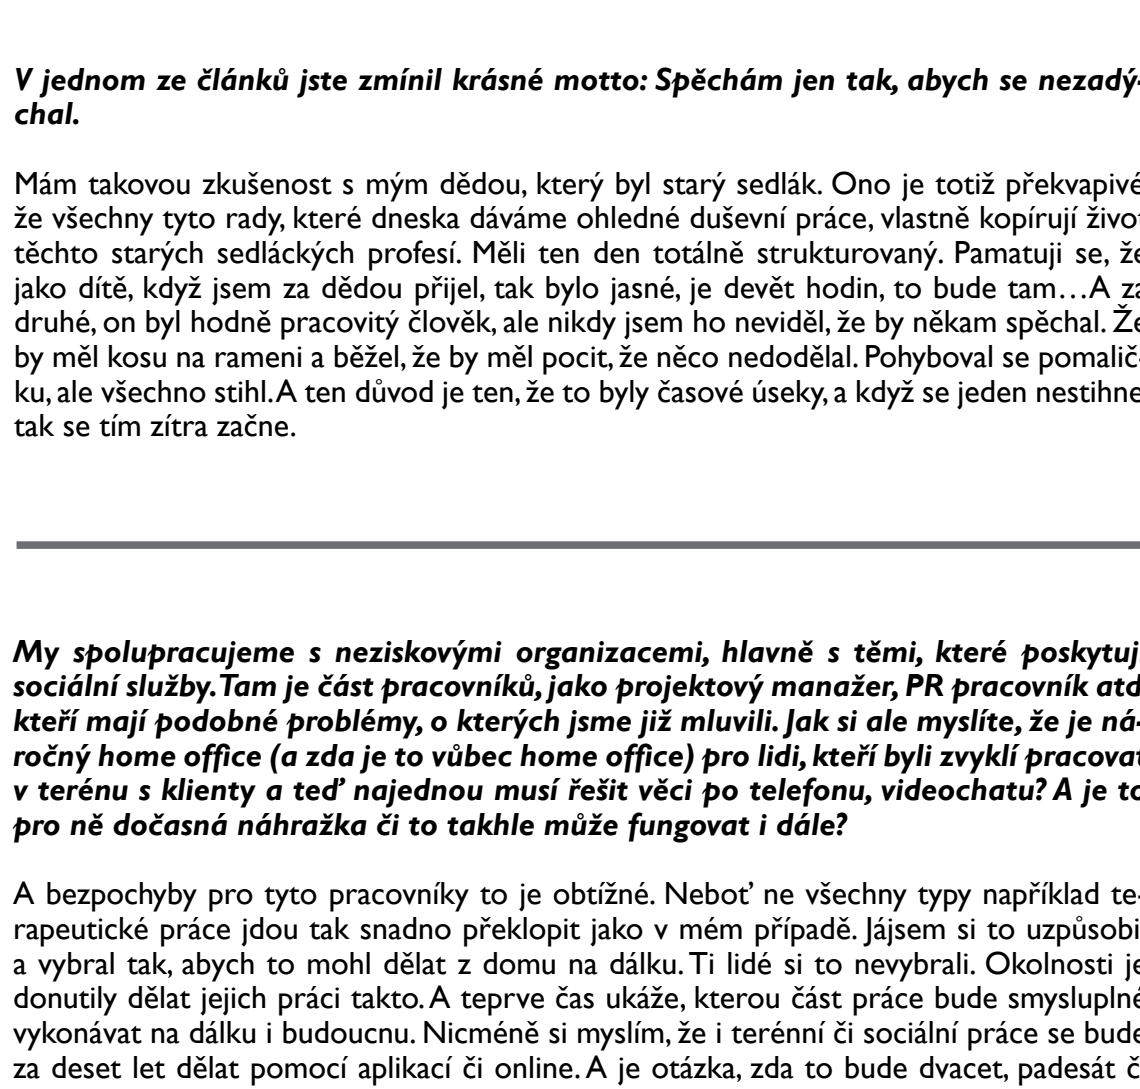 V jednom ze článků jste zmínil krásné motto: Spěchám jen tak, abych se nezadý-
chal.
Mám takovou zkušenost s mým dědou, který byl starý sedlák. Ono je totiž překvapivé
že všechny tyto rady, které dneska dáváme ohledné duševní práce, vlastně kopírují život
těchto starých sedláckých profesí. Měli ten den totálně strukturovaný. Pamatuji se, že
jako dítě, když jsem za dědou přijel, tak bylo jasné, je devět hodin, to bude tam…A za
druhé, on byl hodně pracovitý člověk, ale nikdy jsem ho neviděl, že by někam spěchal. Že
by měl kosu na rameni a běžel, že by měl pocit, že něco nedodělal. Pohyboval se pomalič-
ku, ale všechno stihl. A ten důvod je ten, že to byly časové úseky, a když se jeden nestihne
tak se tím zítra začne.
My spolupracujeme s neziskovými organizacemi, hlavně s těmi, které poskytují
sociální služby. Tam je část pracovníků, jako projektový manažer, PR pracovník atd
kteří mají podobné problémy, o kterých jsme již mluvili. Jak si ale myslíte, že je ná-
ročný home office (a zda je to vůbec home office) pro lidi, kteří byli zvyklí pracovat
v terénu s klienty a teď najednou musí řešit věci po telefonu, videochatu? A je to
pro ně dočasná náhražka či to takhle může fungovat i dále?
A bezpochyby pro tyto pracovníky to je obtížné. Neboť ne všechny typy například te-
rapeutické práce jdou tak snadno překlopit jako v mém případě. Jájsem si to uzpůsobil
a vybral tak, abych to mohl dělat z domu na dálku. Ti lidé si to nevybrali. Okolnosti je
donutily dělat jejich práci takto. A teprve čas ukáže, kterou část práce bude smysluplné
vykonávat na dálku i budoucnu. Nicméně si myslím, že i terénní či sociální práce se bude
za deset let dělat pomocí aplikací či online. A je otázka, zda to bude dvacet, padesát č